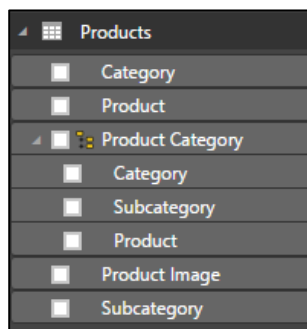 Products
Category
Product
Product Category
Category
Subcategory
Product
Product Image
Subcategory